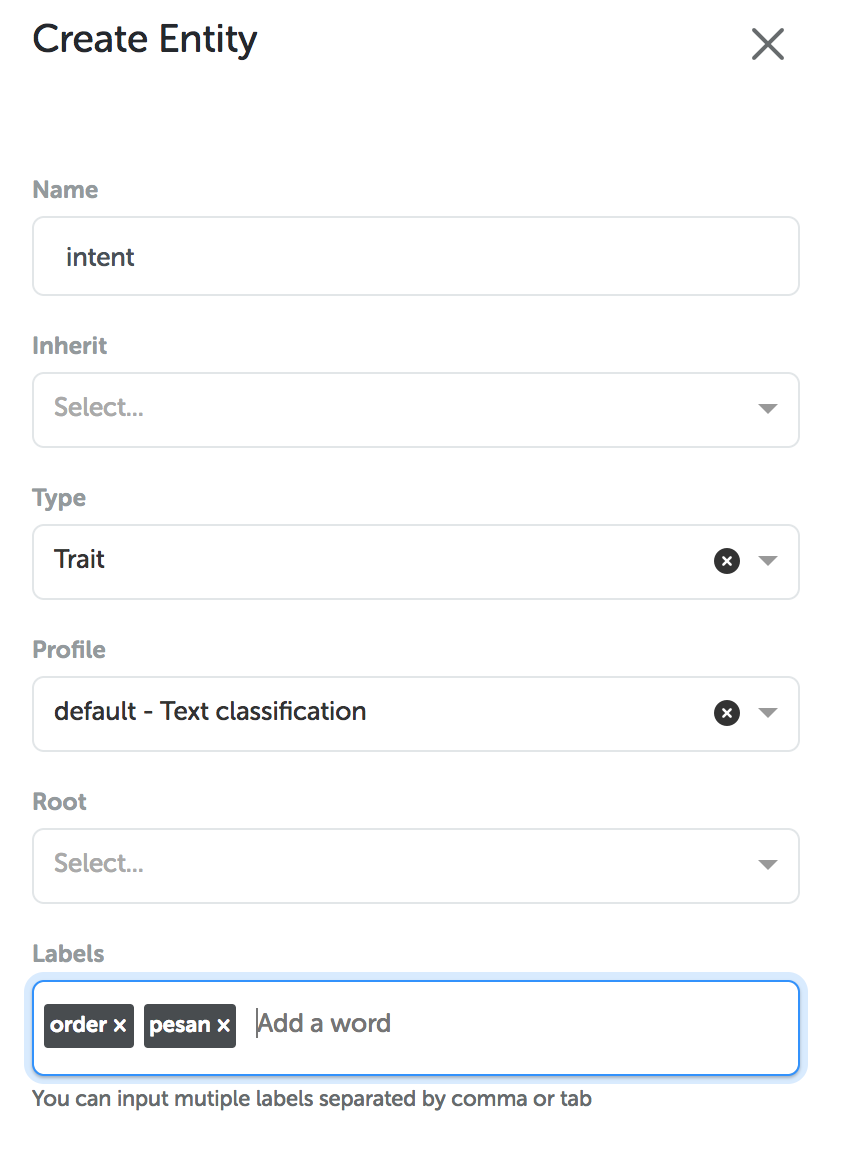 Create Entity
Name
intent
Inherit
Select...
Type
Trait
Profile
default - Text classification
Root
Select...
Labels
order × pesan × Add a word
You can input mutiple labels separated by comma or tab